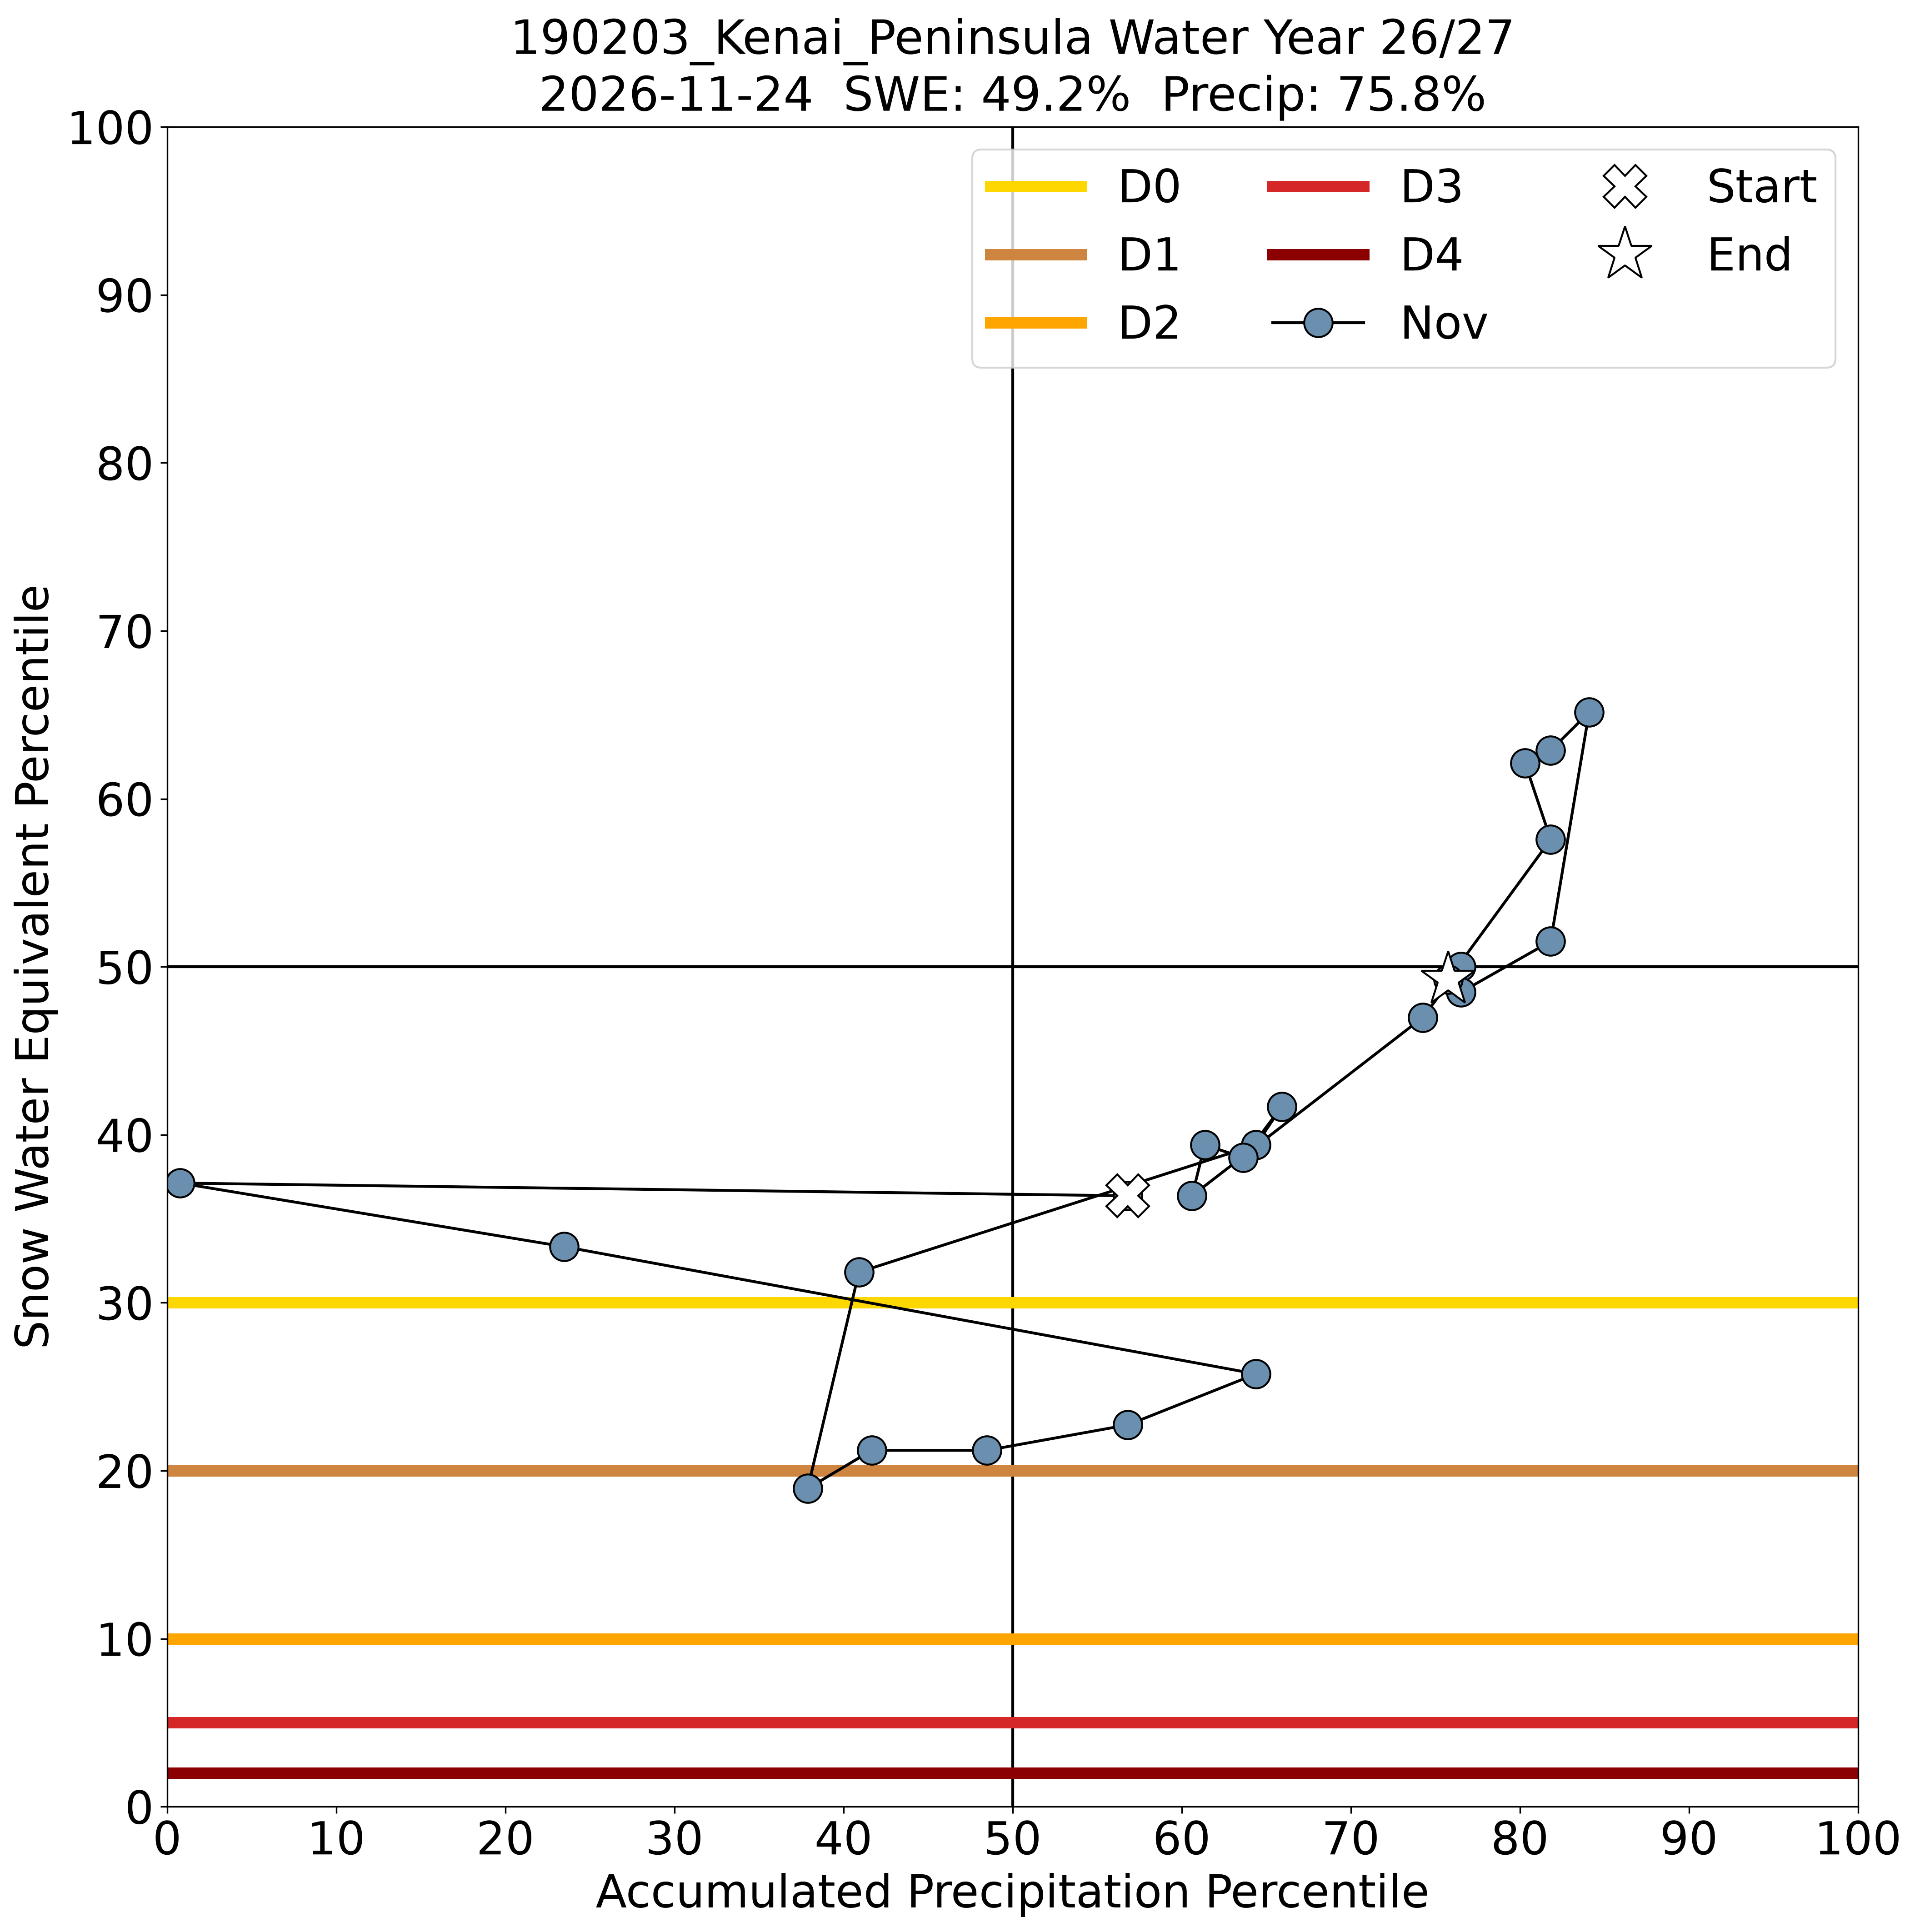 190203_Kenai_Peninsula Water Year 26/27
2026-11-24  SWE: 49.2%  Precip: 75.8%
D0
D1
D2
D3
D4
Nov
Start
End
Snow Water Equivalent Percentile
100
90
80
70
60
50
40
30
20
10
0
0 10 20 30 40 50 60 70 80 90 100
Accumulated Precipitation Percentile